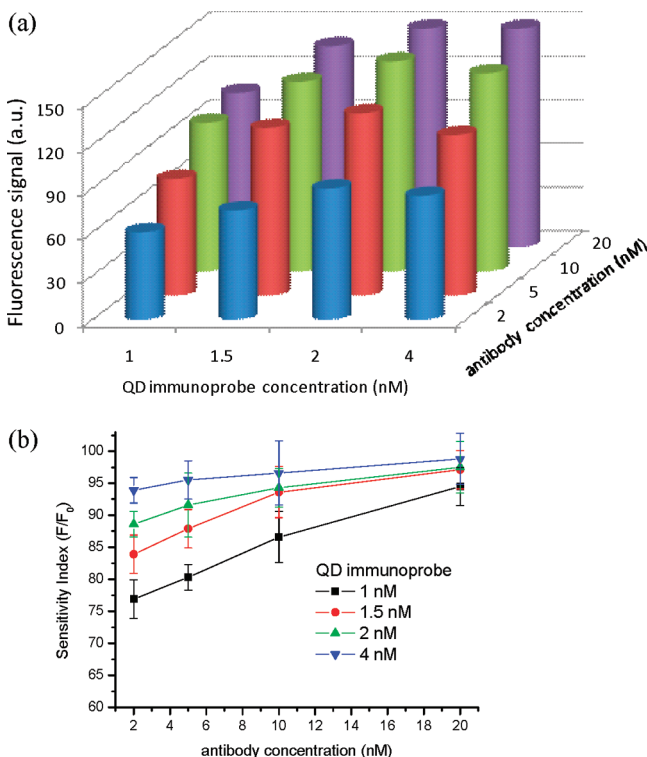 (a)
Fluorescence signal (a.u.)
150
120
90
60
30
0
1 1.5 2 4
QD immunoprobe concentration (nM)
2 5 10 20
antibody concentration (nM)
(b)
Sensitivity Index (F/F0)
100
95
90
85
80
75
70
65
60
QD immunoprobe
1 nM
1.5 nM
2 nM
4 nM
2 4 6 8 10 12 14 16 18 20
antibody concentration (nM)